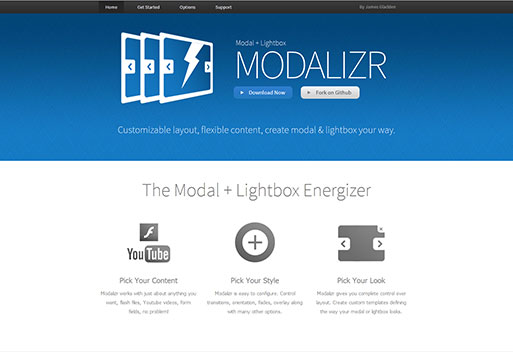 Home Get Started Options Support By James Gladden
Modal + Lightbox
MODALIZR
Download Now Fork on Github
Customizable layout, flexible content, create modal & lightbox your way.
The Modal + Lightbox Energizer
YouTube
Pick Your Content
Modalizr works with just about anything you
want, flash files, Youtube videos, form
fields, no problem!
Pick Your Style
Modalizr is easy to configure. Control
transitions, orientation, fades, overlay along
with many other options.
Pick Your Look
Modalizr gives you complete control over
layout. Create custom templates defining
the way your modal or lightbox looks.